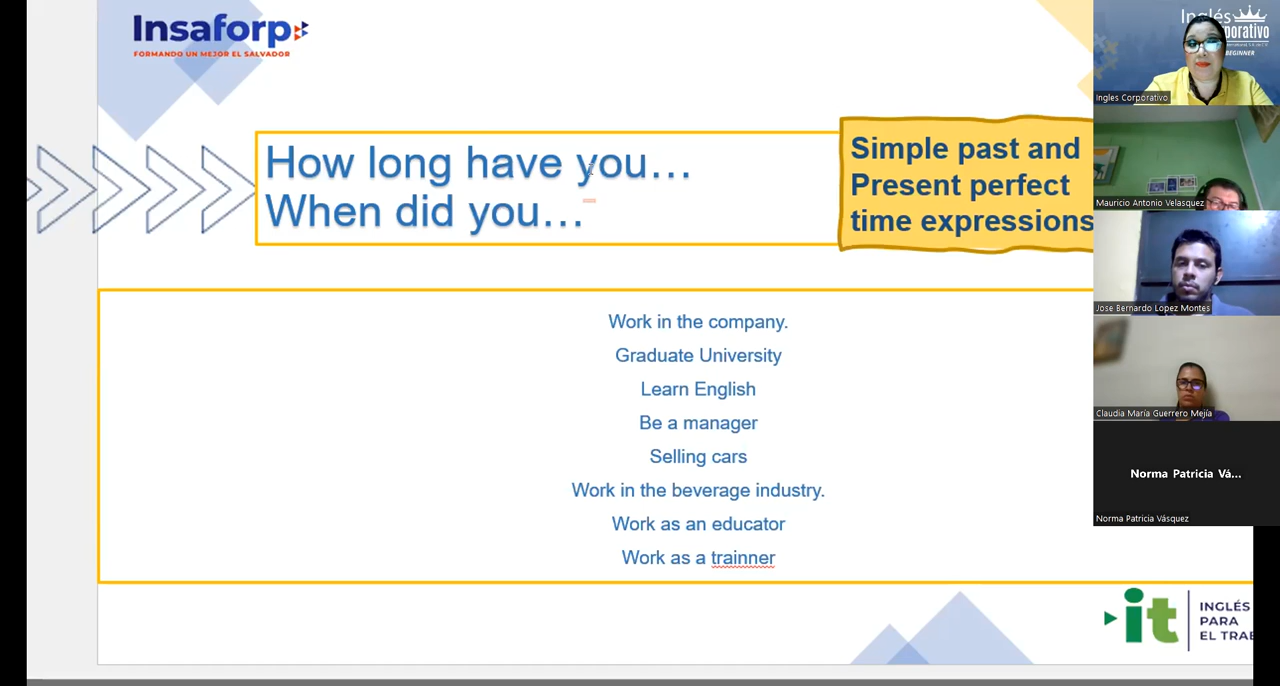 Insaforp
FORMANDO UN MEJOR EL SALVADOR
How long have you…
When did you…
Simple past and
Present perfect
time expressions
Work in the company.
Graduate University
Learn English
Be a manager
Selling cars
Work in the beverage industry.
Work as an educator
Work as a trainner
it
INGLÉS
PARA
EL TRA
Inglés
BEGINNER
Ingles Corporativo
Mauricio Antonio Velasquez
Jose Bernardo Lopez Montes
Claudia María Guerrero Mejía
Norma Patricia Vá...
Norma Patricia Vásquez